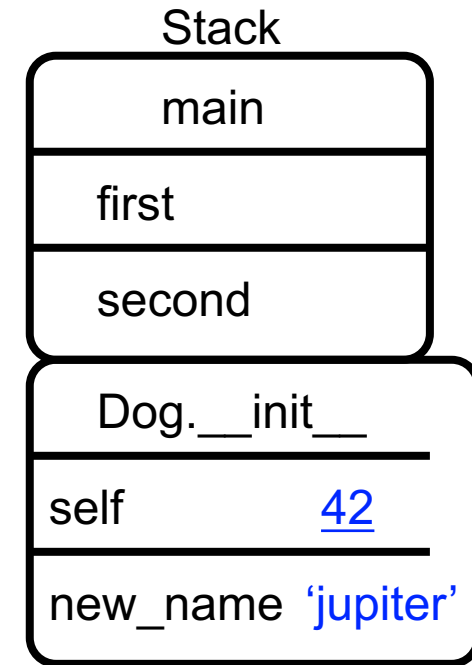 Stack
main
first
second
Dog.__init__
self 42
new_name ‘jupiter’